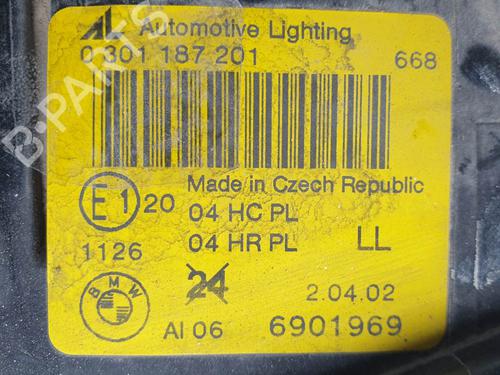 AL Automotive Lighting
0 301 187 201 668
E1 20
Made in Czech Republic
04 HC PL
1126 04 HR PL LL
BMW
24 2.04.02
Al 06 6901969
B-PARTS